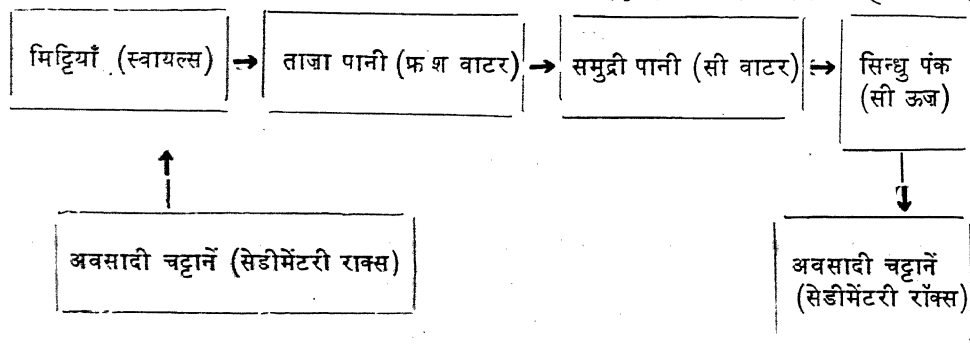 मिट्टियाँ (स्वायल्स) → ताज़ा पानी (फ्र श वाटर) → समुद्री पानी (सी वाटर) → सिन्धु पंक
(सी ऊज़)
अवसादी चट्टानें (सेडीमेंटरी राक्स)
अवसादी चट्टानें
(सेडीमेंटरी रॉक्स)